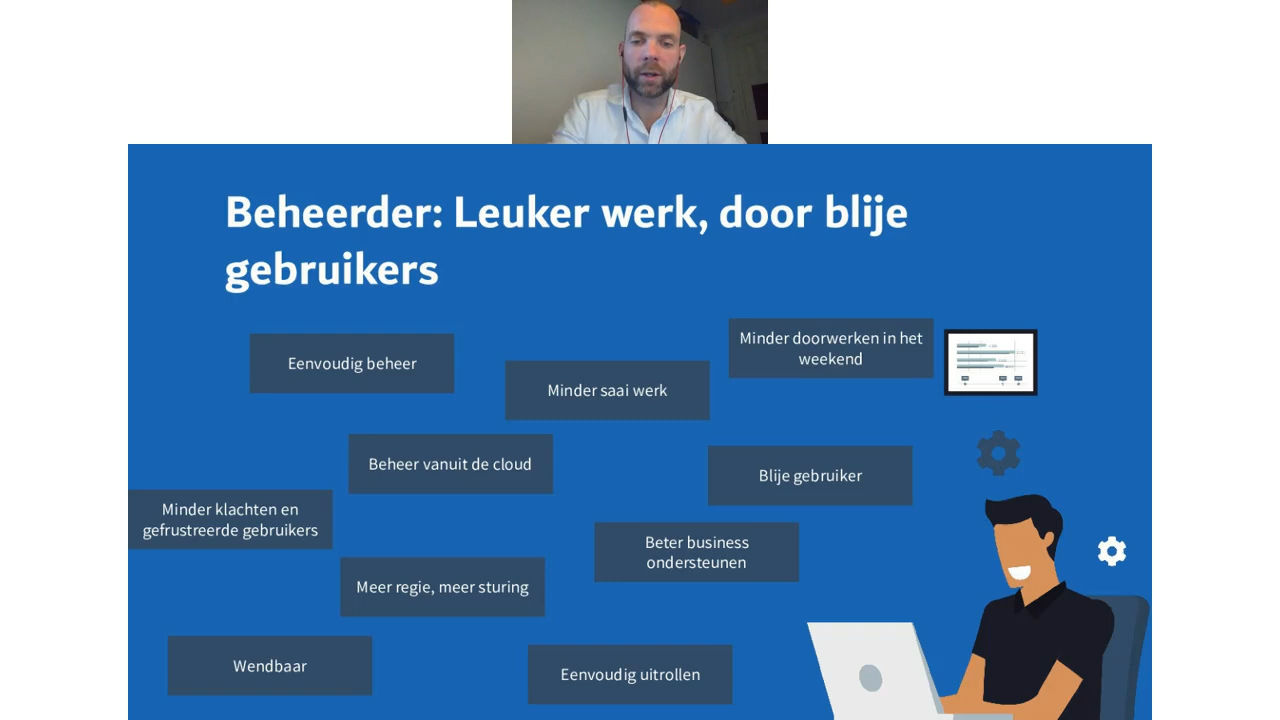 Beheerder: Leuker werk, door blije
gebruikers
Minder doorwerken in het
weekend
Eenvoudig beheer
Minder saai werk
Beheer vanuit de cloud
Blije gebruiker
Minder klachten en
gefrustreerde gebruikers
Beter business
ondersteunen
Meer regie, meer sturing
Wendbaar
Eenvoudig uitrollen